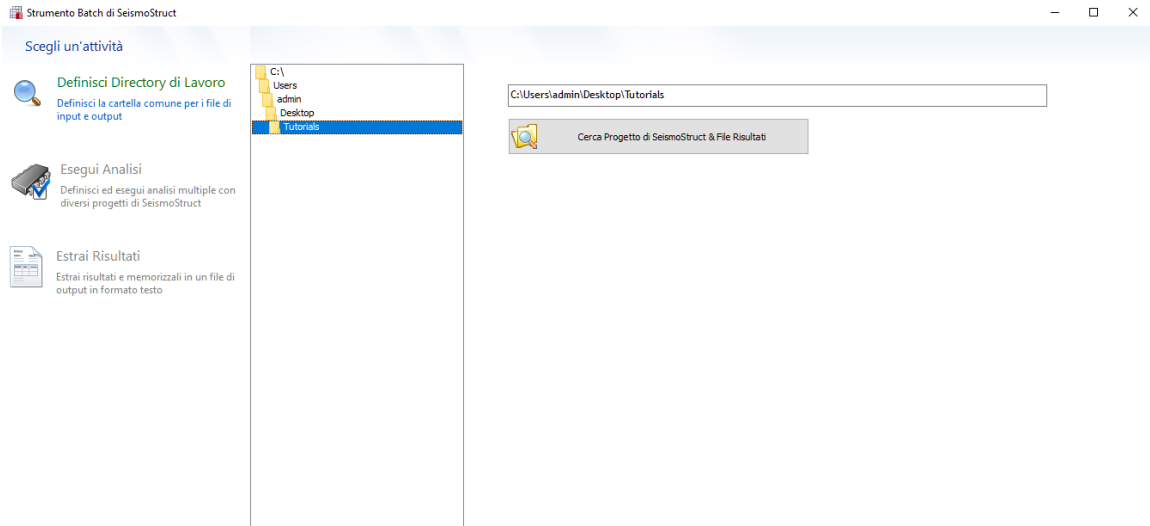 Strumento Batch di SeismoStruct
Scegli un'attività
Definisci Directory di Lavoro
Definisci la cartella comune per i file di
input e output
Esegui Analisi
Definisci ed esegui analisi multiple con
diversi progetti di SeismoStruct
Estrai Risultati
Estrai risultati e memorizzali in un file di
output in formato testo
C:\
Users
admin
Desktop
Tutorials
C:\Users\admin\Desktop\Tutorials
Cerca Progetto di SeismoStruct & File Risultati